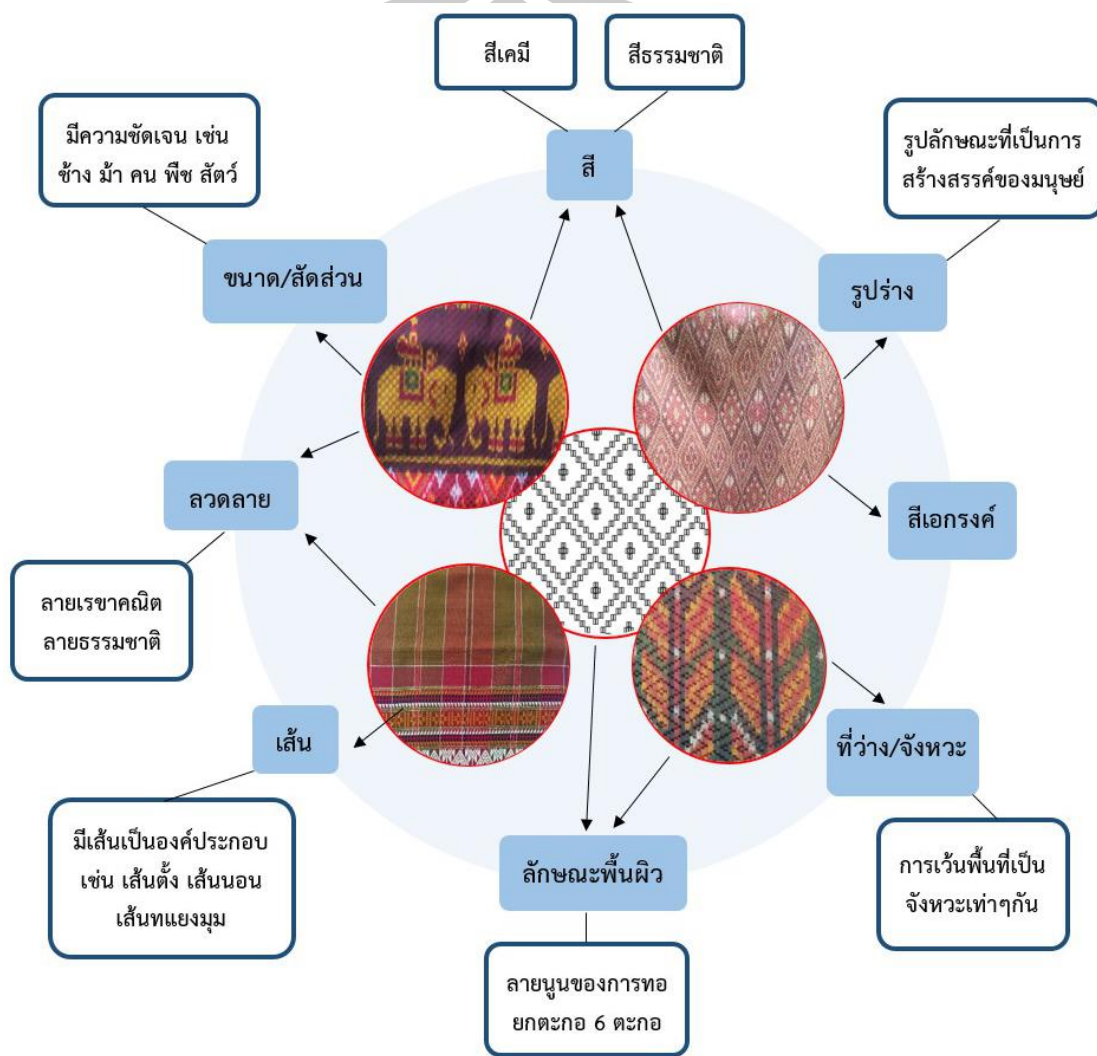 สีเคมี
สีธรรมชาติ
มีความชัดเจน เช่น
ช้าง ม้า คน พืช สัตว์
สี
รูปลักษณะที่เป็นการ
สร้างสรรค์ของมนุษย์
ขนาด/สัดส่วน
รูปร่าง
ลวดลาย
สีเอกรงค์
ลายเรขาคณิต
ลายธรรมชาติ
เส้น
ที่ว่าง/จังหวะ
มีเส้นเป็นองค์ประกอบ
เช่น เส้นตั้ง เส้นนอน
เส้นทแยงมุม
ลักษณะพื้นผิว
การเว้นพื้นที่เป็น
จังหวะเท่าๆกัน
ลายนูนของการทอ
ยกตะกอ 6 ตะกอ